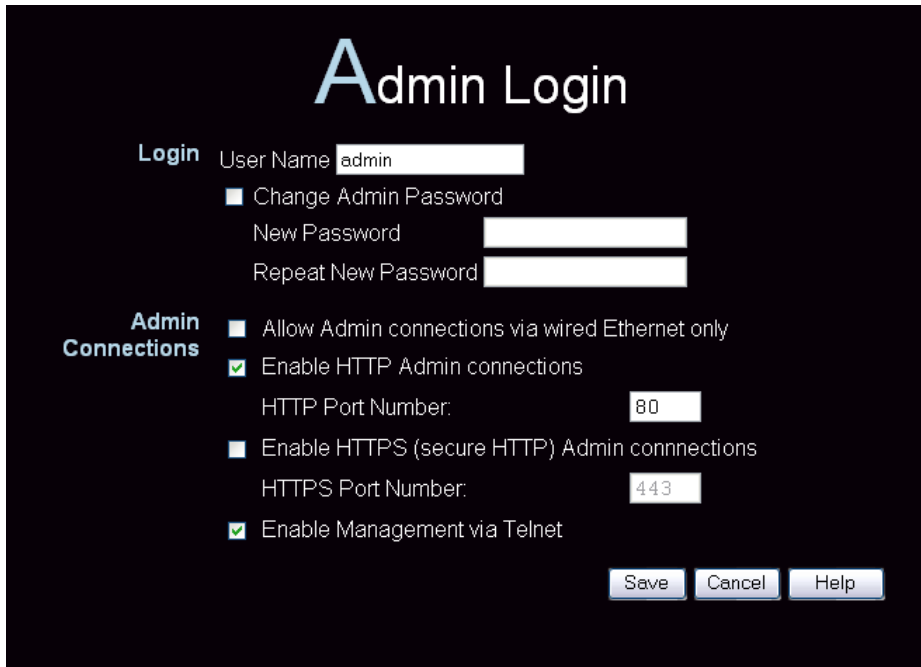 Admin Login
Login User Name admin
Change Admin Password
New Password
Repeat New Password
Admin Connections
Allow Admin connections via wired Ethernet only
Enable HTTP Admin connections
HTTP Port Number: 80
Enable HTTPS (secure HTTP) Admin connnections
HTTPS Port Number: 443
Enable Management via Telnet
Save Cancel Help